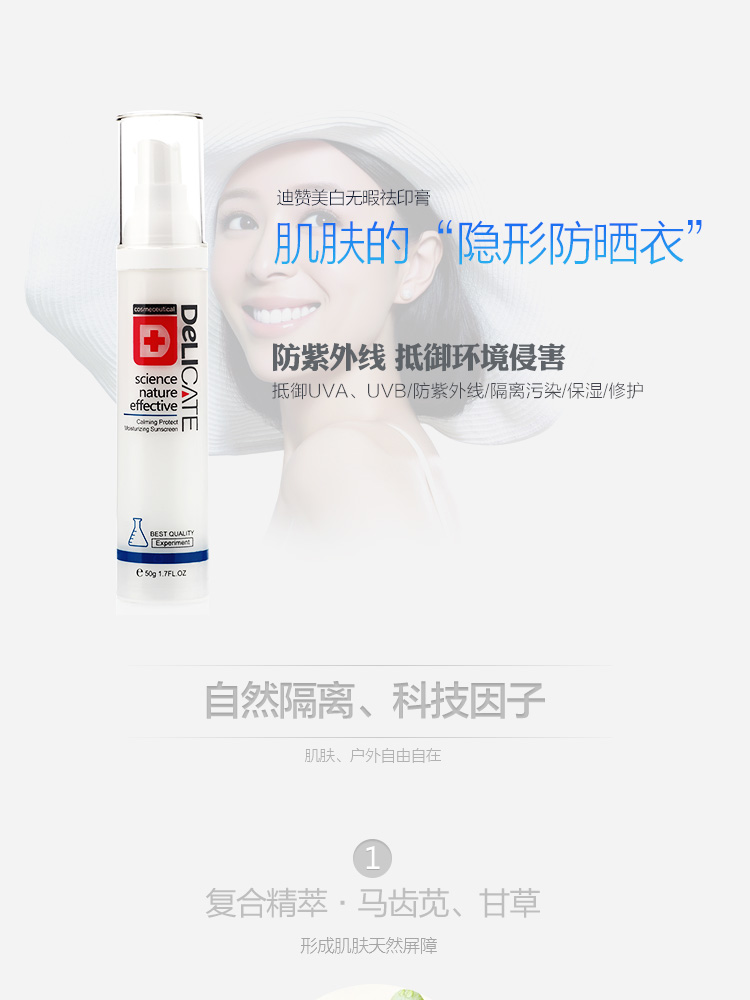 迪赞美白无暇祛印膏
肌肤的“隐形防晒衣”
防紫外线 抵御环境侵害
抵御UVA、UVB/防紫外线/隔离污染/保湿/修护
cosmeceutical
DeLICATE
science
nature
effective
Calming Protect
Moisturizing Sunscreen
BEST QUALITY
Experiment
e 50g 1.7FL.OZ
自然隔离、科技因子
肌肤、户外自由自在
1
复合精萃·马齿苋、甘草
形成肌肤天然屏障